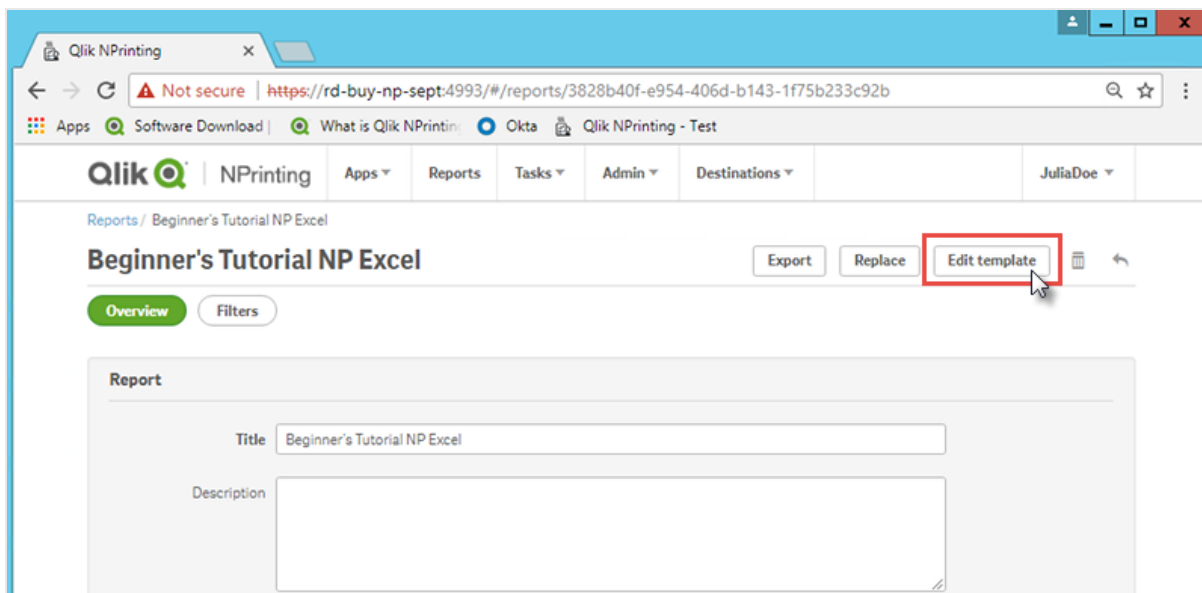 Qlik NPrinting
Not secure | https://rd-buy-np-sept:4993/#/reports/3828b40f-e954-406d-b143-1f75b233c92b
Apps Software Download | What is Qlik NPrintin Okta Qlik NPrinting - Test
Qlik NPrinting Apps Reports Tasks Admin Destinations JuliaDoe
Reports / Beginner's Tutorial NP Excel
Beginner's Tutorial NP Excel Export Replace Edit template
Overview Filters
Report
Title Beginner's Tutorial NP Excel
Description